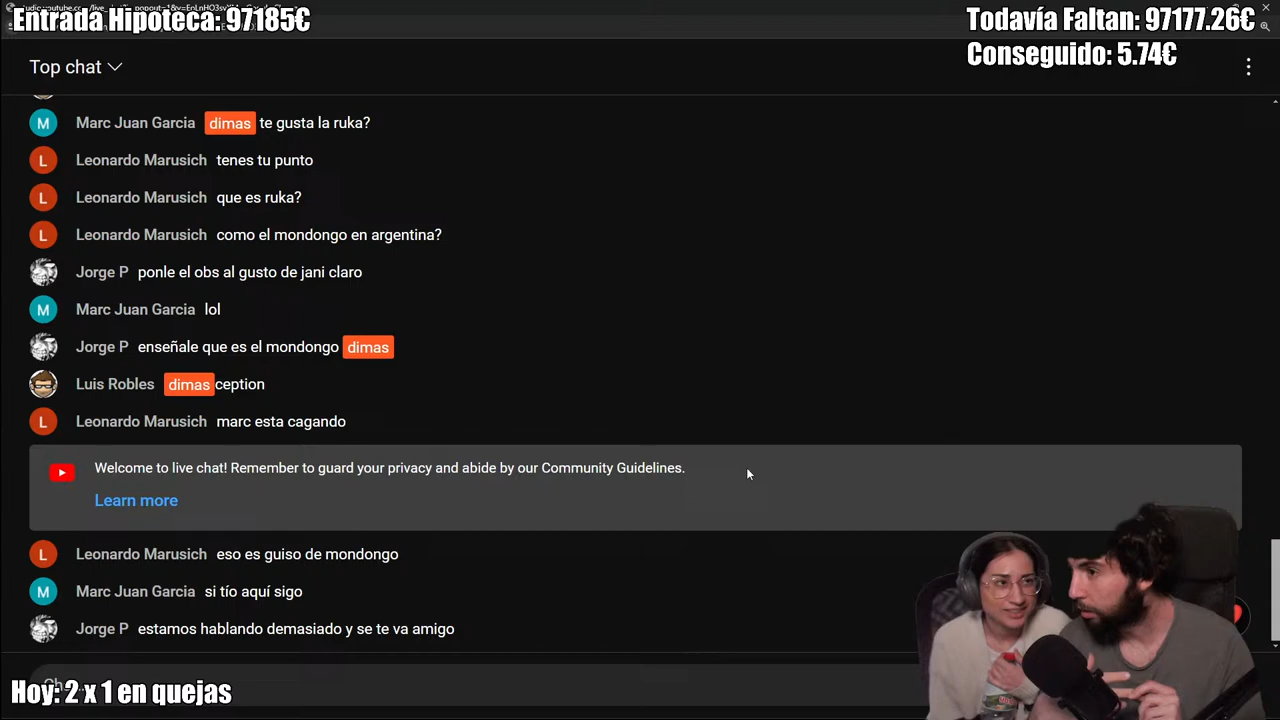 Entrada Hipoteca: 97185€
Todavía Faltan: 97177.26€
Conseguido: 5.74€
Top chat
Marc Juan Garcia dimas te gusta la ruka?
Leonardo Marusich tenes tu punto
Leonardo Marusich que es ruka?
Leonardo Marusich como el mondongo en argentina?
Jorge P ponle el obs al gusto de jani claro
Marc Juan Garcia lol
Jorge P enseñale que es el mondongo dimas
Luis Robles dimasception
Leonardo Marusich marc esta cagando
Welcome to live chat! Remember to guard your privacy and abide by our Community Guidelines.
Learn more
Leonardo Marusich eso es guiso de mondongo
Marc Juan Garcia si tío aquí sigo
Jorge P estamos hablando demasiado y se te va amigo
Hoy: 2 x 1 en quejas